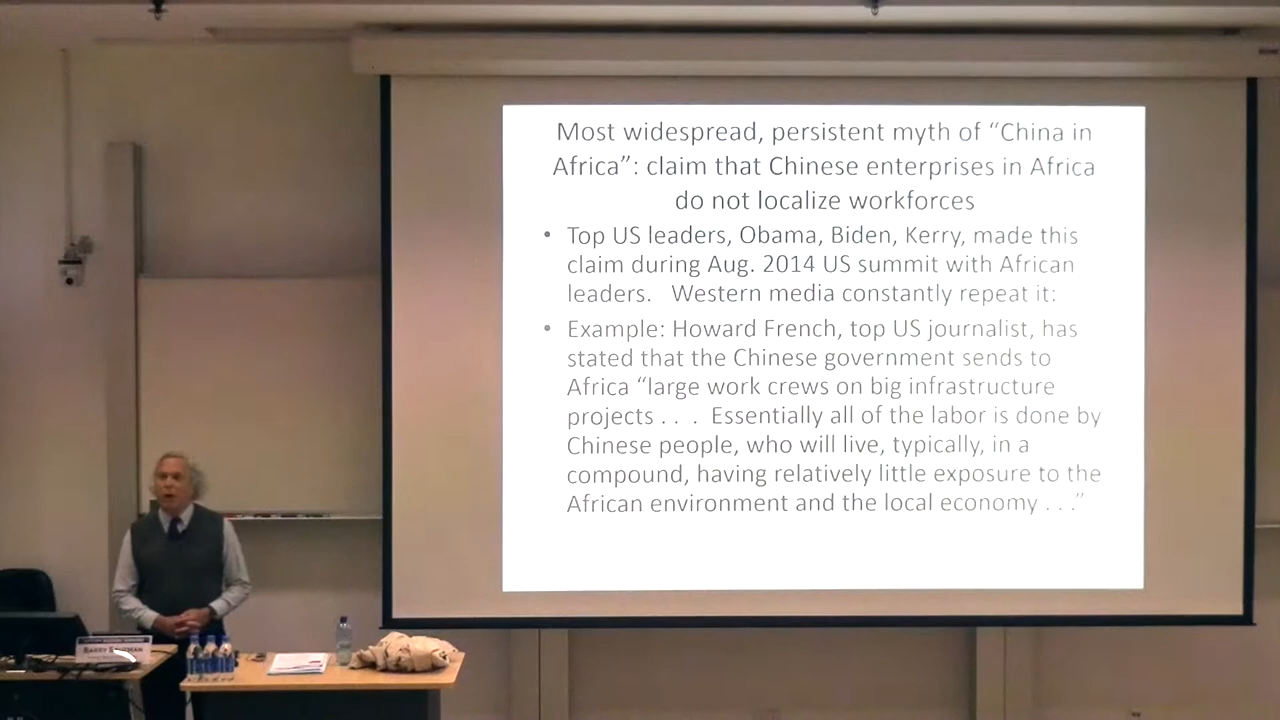 Most widespread, persistent myth of “China in
Africa”: claim that Chinese enterprises in Africa
do not localize workforces
• Top US leaders, Obama, Biden, Kerry, made this
claim during Aug. 2014 US summit with African
leaders. Western media constantly repeat it:
• Example: Howard French, top US journalist, has
stated that the Chinese government sends to
Africa “large work crews on big infrastructure
projects . . . Essentially all of the labor is done by
Chinese people, who will live, typically, in a
compound, having relatively little exposure to the
African environment and the local economy . . .”
BARRY